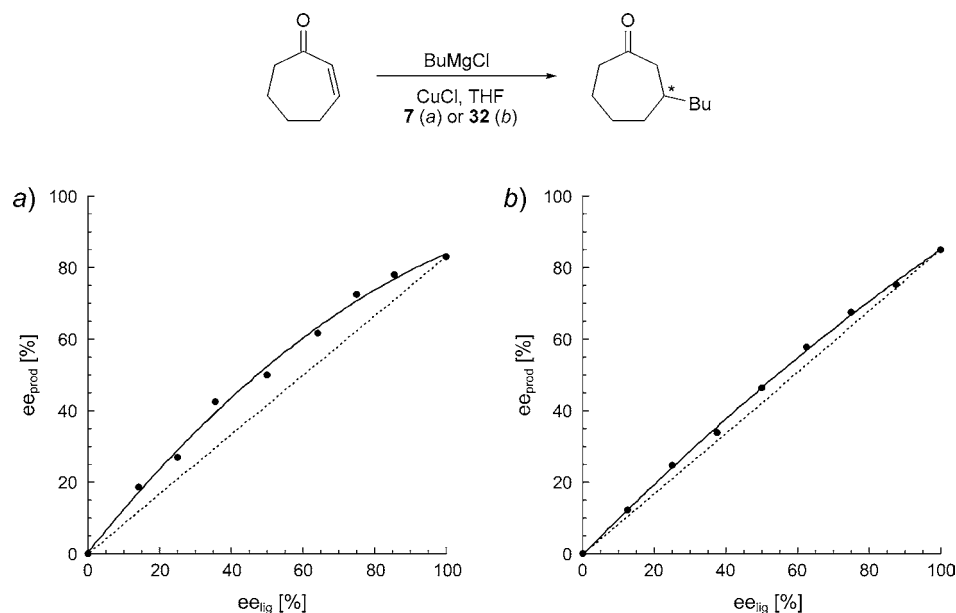 O
O
BuMgCl
CuCl, THF
7 (a) or 32 (b)
*
Bu
a)
b)
100
80
60
40
20
0
ee_prod [%]
0 20 40 60 80 100
ee_lig [%]
100
80
60
40
20
0
ee_prod [%]
0 20 40 60 80 100
ee_lig [%]